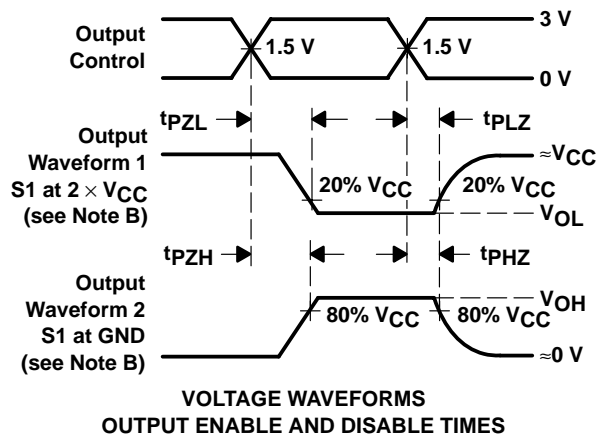 Output
Control
1.5 V
1.5 V
3 V
0 V
tPZL
tPLZ
Output
Waveform 1
S1 at 2 × VCC
(see Note B)
20% VCC
20% VCC
≈VCC
VOL
tPZH
tPHZ
Output
Waveform 2
S1 at GND
(see Note B)
80% VCC
80% VCC
VOH
≈0 V
VOLTAGE WAVEFORMS
OUTPUT ENABLE AND DISABLE TIMES